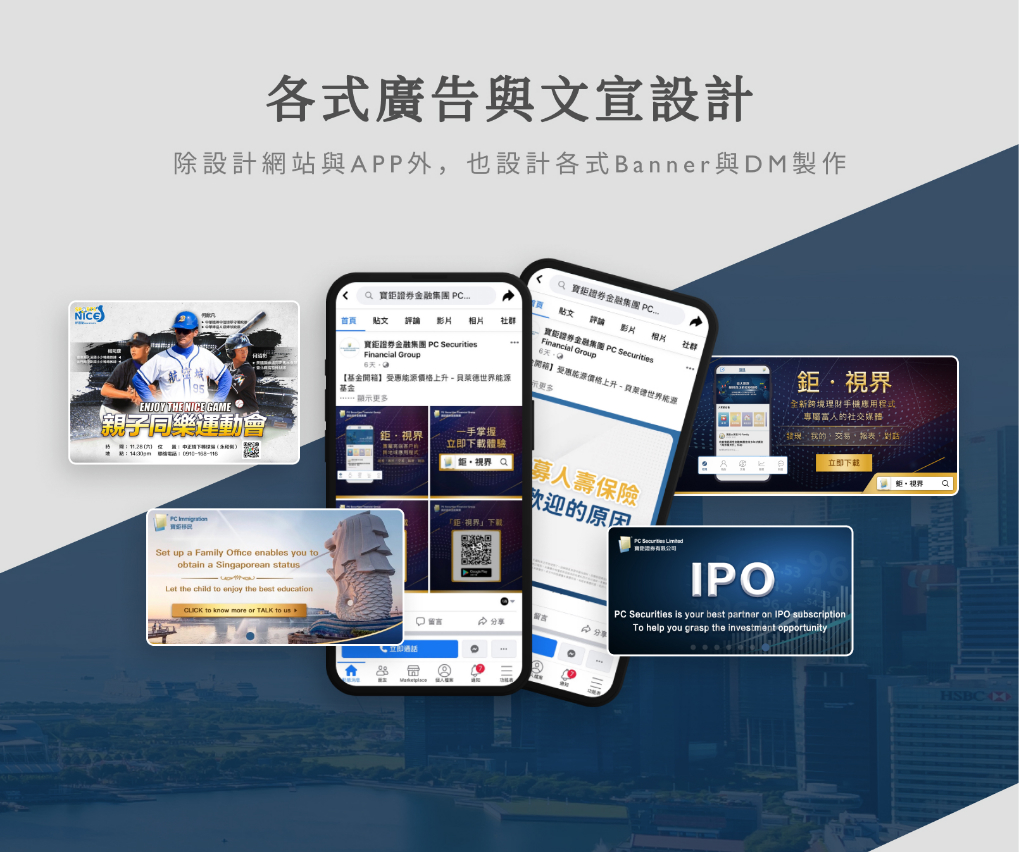 各式廣告與文宣設計
除設計網站與APP外，也設計各式Banner與DM製作
NICE
ENJOY THE NICE GAME
親子同樂運動會
時 間：11.28 (六)
地 點：14:30pm 聯絡電話：0910-168-116
PC Immigration
寶鉅移民
Set up a Family Office enables you to
obtain a Singaporean status
Let the child to enjoy the best education
CLICK to know more or TALK to us
寶鉅證券金融集團 PC...
首頁 貼文 評論 影片 相片 社群
寶鉅證券金融集團 PC Securities
Financial Group
6天
【基金開箱】受惠能源價格上升 - 貝萊德世界能源
基金
...... 顯示更多
鉅・視界
一手掌握
立即下載體驗
鉅・視界
「鉅·視界」下載
Google Play
留言 分享
立即通話
Marketplace
7
寶鉅證券金融集團 PC...
首頁 貼文 評論 影片 相片 社群
寶鉅證券金融集團 PC Securities
Financial Group
6天
開箱】受惠能源價格上升 - 貝萊德世界能源
示更多
募人壽保險
歡迎的原因
留言 分享
7
鉅・視界
全新跨境理財手機應用程式
專屬富人的社交媒體
發現、我的、交易、報表、對話
立即下載
鉅・視界
PC Securities Limited
寶鉅證券有限公司
IPO
PC Securities is your best partner on IPO subscription
To help you grasp the investment opportunity
HSBC